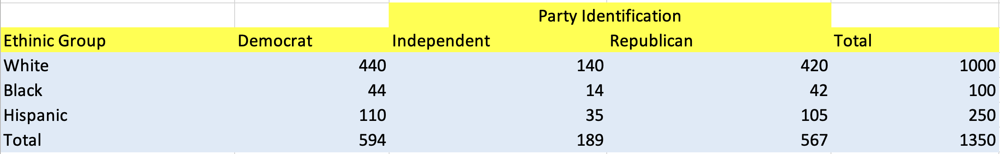 Party Identification
Ethinic Group Democrat Independent Republican Total
White 440 140 420 1000
Black 44 14 42 100
Hispanic 110 35 105 250
Total 594 189 567 1350